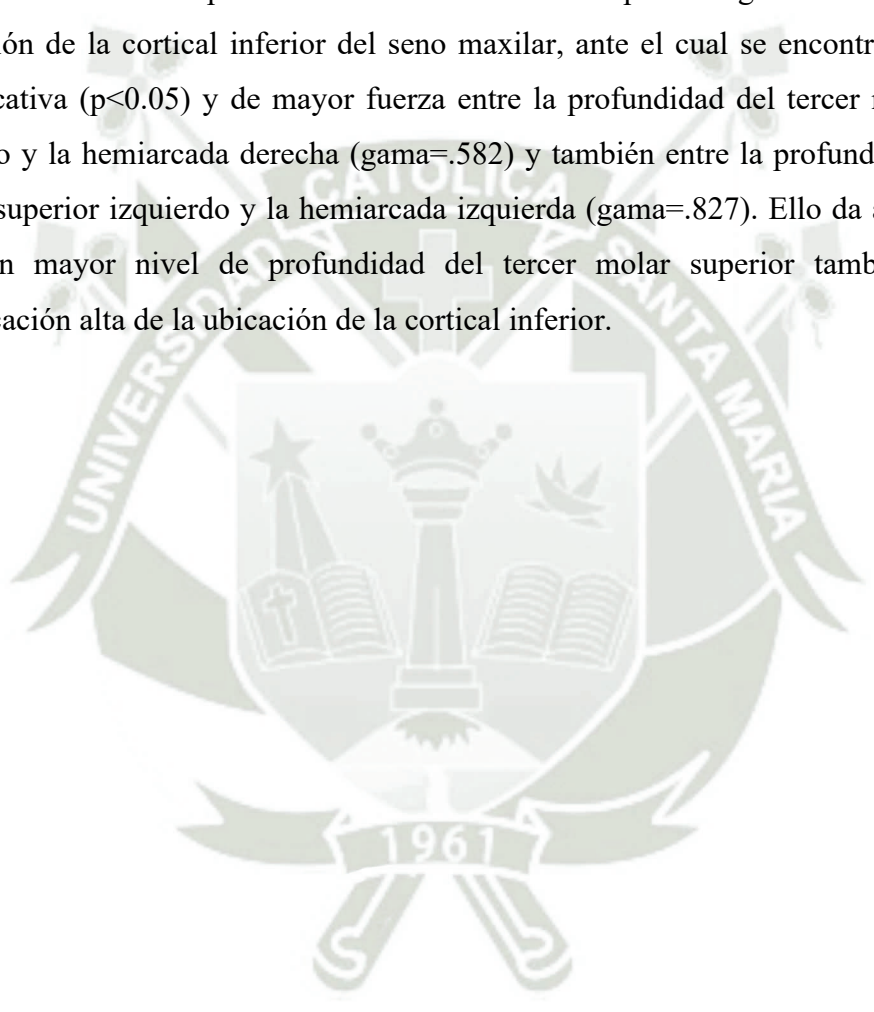 ión de la cortical inferior del seno maxilar, ante el cual se encontr
cativa (p<0.05) y de mayor fuerza entre la profundidad del tercer
o y la hemiarcada derecha (gama=.582) y también entre la profund
superior izquierdo y la hemiarcada izquierda (gama=.827). Ello da
n mayor nivel de profundidad del tercer molar superior tamb
cación alta de la ubicación de la cortical inferior.
UNIVERSIDAD CATÓLICA SANTA MARIA
1961